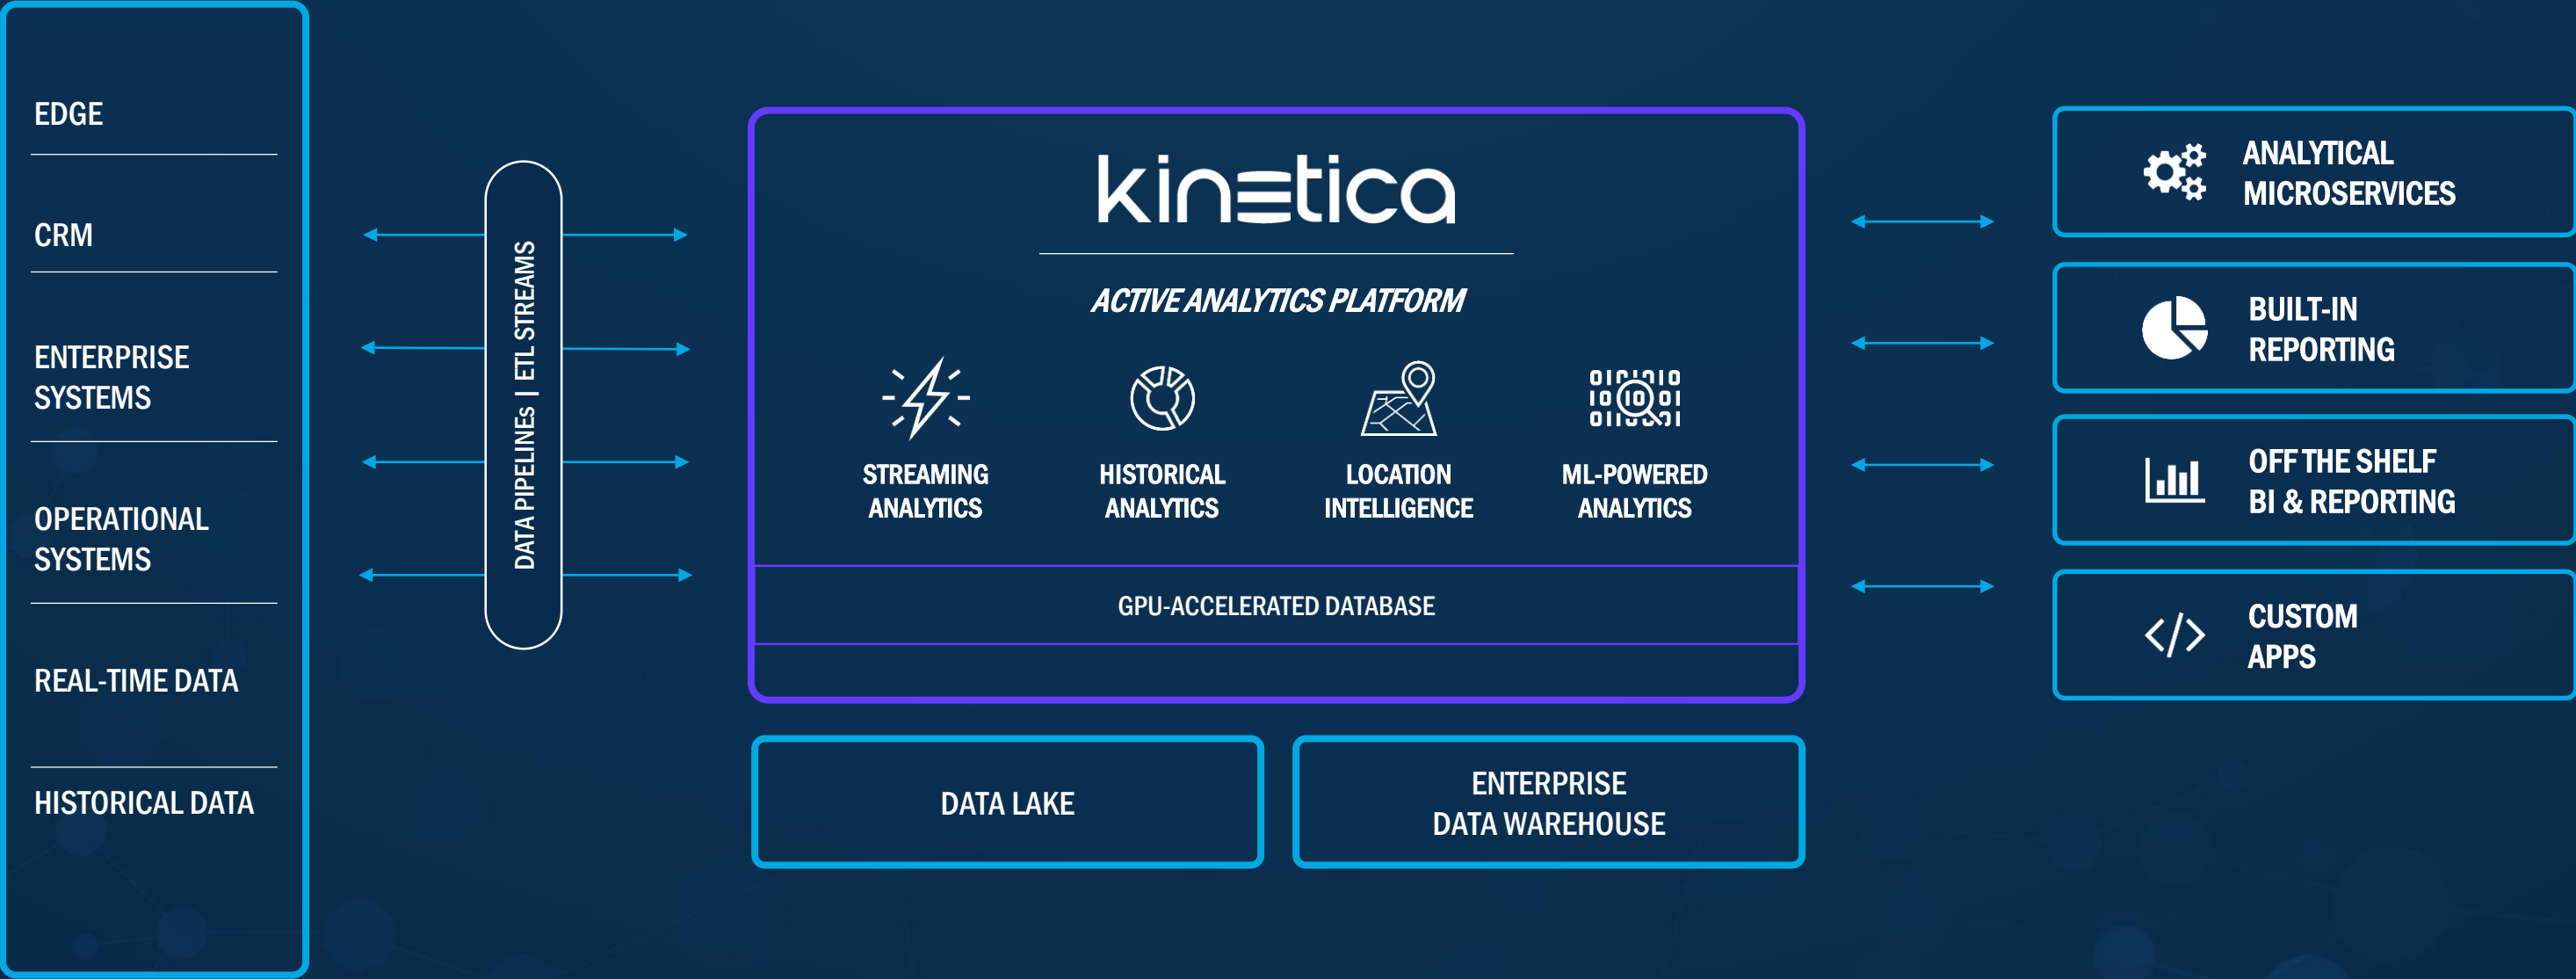 EDGE
CRM
ENTERPRISE
SYSTEMS
OPERATIONAL
SYSTEMS
REAL-TIME DATA
HISTORICAL DATA
DATA PIPELINEs | ETL STREAMS
kinetica
ACTIVE ANALYTICS PLATFORM
STREAMING
ANALYTICS
HISTORICAL
ANALYTICS
LOCATION
INTELLIGENCE
ML-POWERED
ANALYTICS
GPU-ACCELERATED DATABASE
DATA LAKE
ENTERPRISE
DATA WAREHOUSE
ANALYTICAL
MICROSERVICES
BUILT-IN
REPORTING
OFF THE SHELF
BI & REPORTING
CUSTOM
APPS